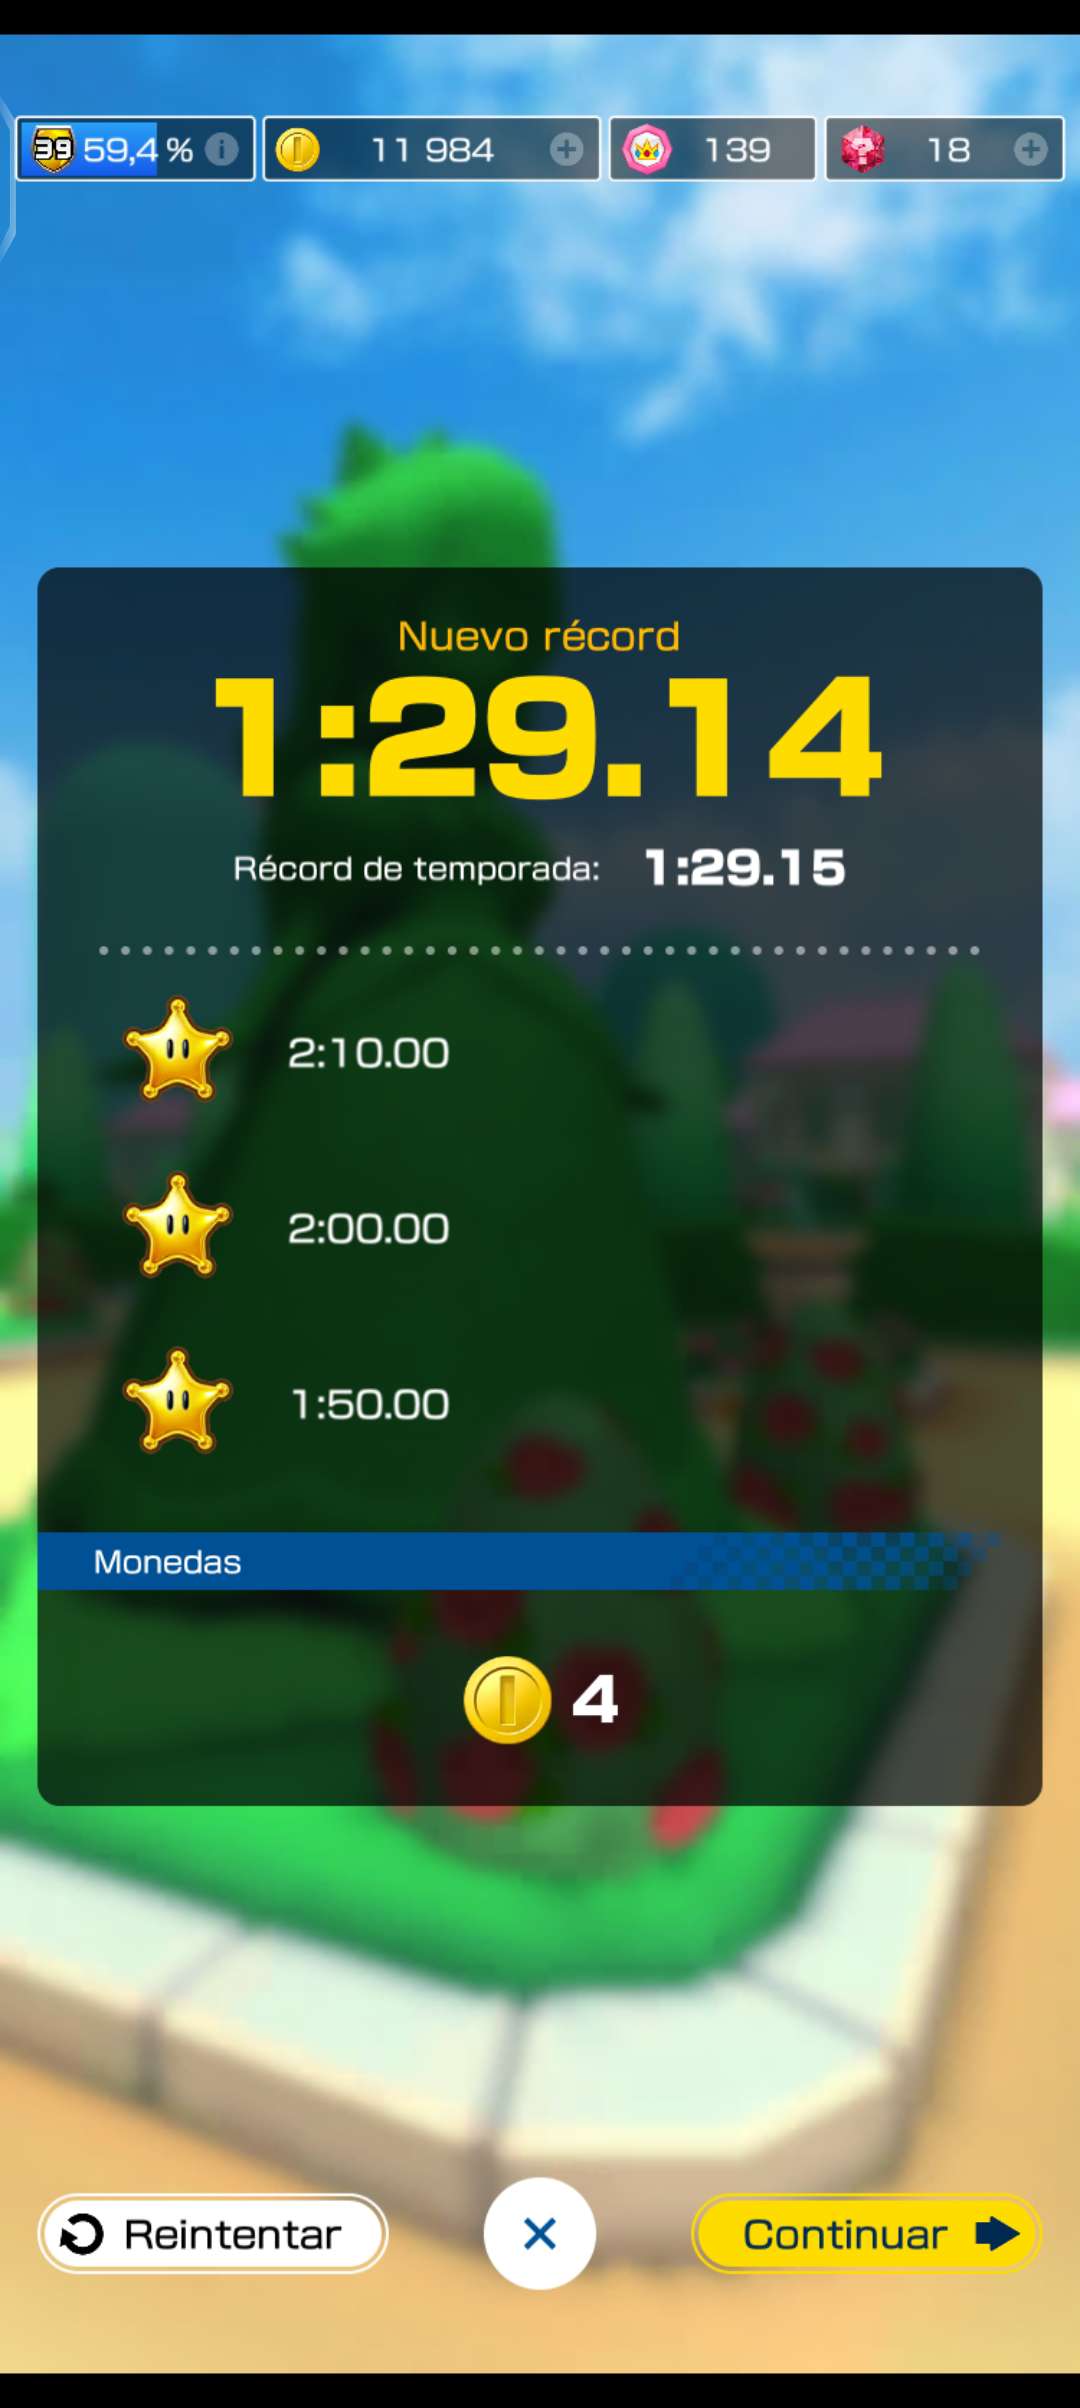 39 59,4 % 11 984 139 18
Nuevo récord
1:29.14
Récord de temporada: 1:29.15
2:10.00
2:00.00
1:50.00
Monedas
4
Reintentar Continuar